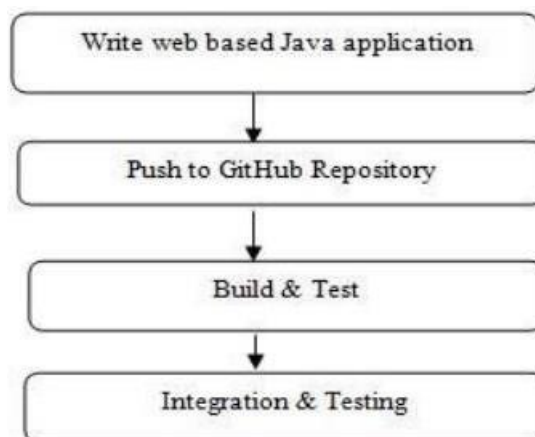 Write web based Java application
Push to GitHub Repository
Build & Test
Integration & Testing